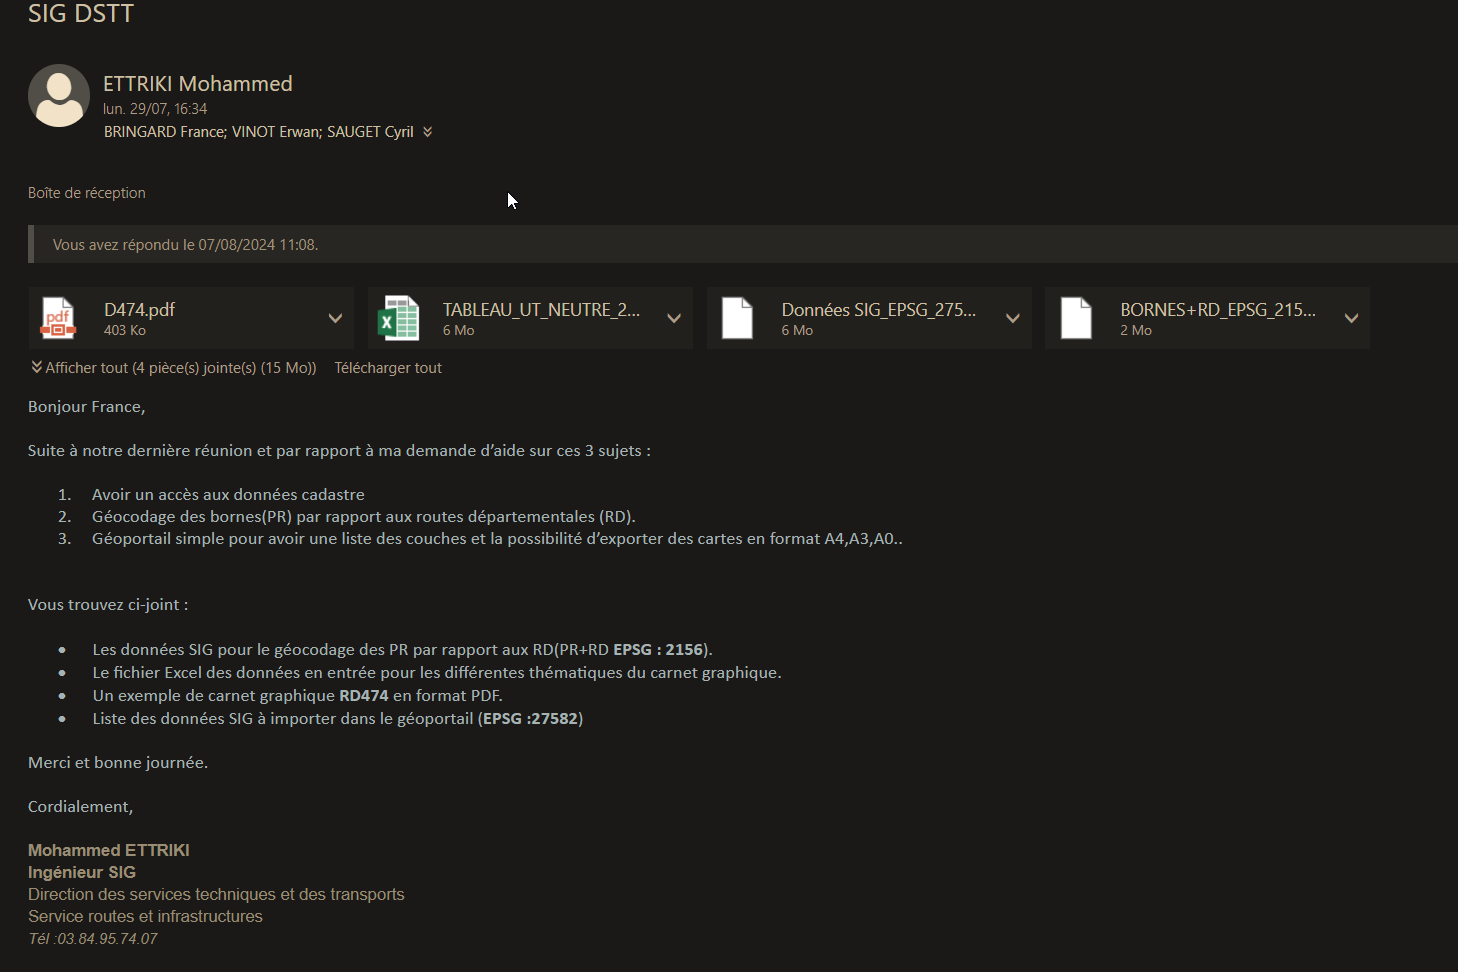 SIG DSTT
ETTRIKI Mohammed
lun. 29/07, 16:34
BRINGARD France; VINOT Erwan; SAUGET Cyril
Boîte de réception
Vous avez répondu le 07/08/2024 11:08.
D474.pdf
403 Ko
TABLEAU_UT_NEUTRE_2...
6 Mo
Données SIG_EPSG_275...
6 Mo
BORNES+RD_EPSG_215...
2 Mo
Afficher tout (4 pièce(s) jointe(s) (15 Mo)) Télécharger tout
Bonjour France,
Suite à notre dernière réunion et par rapport à ma demande d’aide sur ces 3 sujets :
1. Avoir un accès aux données cadastre
2. Géocodage des bornes(PR) par rapport aux routes départementales (RD).
3. Géoportail simple pour avoir une liste des couches et la possibilité d’exporter des cartes en format A4,A3,A0..
Vous trouvez ci-joint :
• Les données SIG pour le géocodage des PR par rapport aux RD(PR+RD EPSG : 2156).
• Le fichier Excel des données en entrée pour les différentes thématiques du carnet graphique.
• Un exemple de carnet graphique RD474 en format PDF.
• Liste des données SIG à importer dans le géoportail (EPSG :27582)
Merci et bonne journée.
Cordialement,
Mohammed ETTRIKI
Ingénieur SIG
Direction des services techniques et des transports
Service routes et infrastructures
Tél :03.84.95.74.07